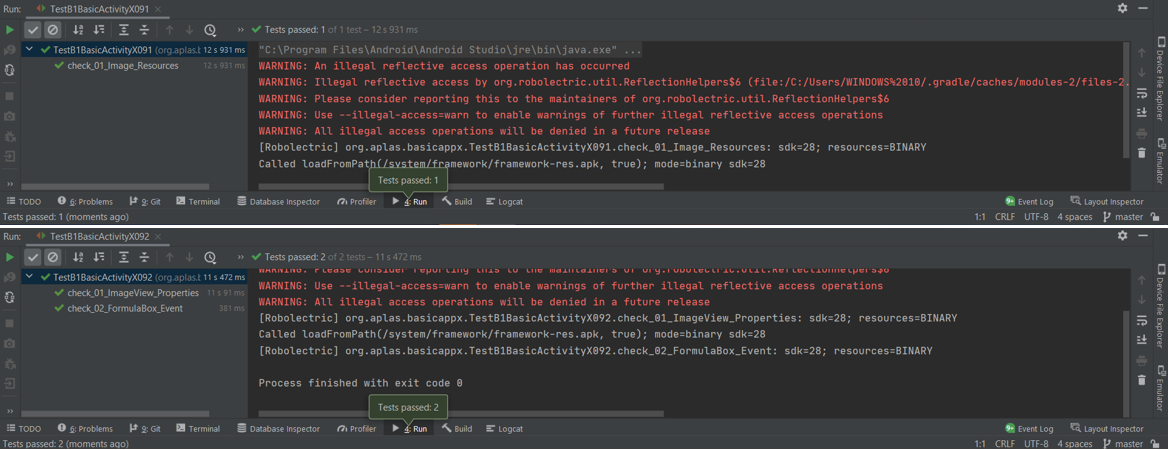 Run: TestB1BasicActivityX091
Tests passed: 1 of 1 test – 12 s 931 ms
TestB1BasicActivityX091 (org.aplas.b 12 s 931 ms
check_01_Image_Resources 12 s 931 ms
"C:\Program Files\Android\Android Studio\jre\bin\java.exe" ...
WARNING: An illegal reflective access operation has occurred
WARNING: Illegal reflective access by org.robolectric.util.ReflectionHelpers$6 (file:/C:/Users/WINDOWS%2010/.gradle/caches/modules-2/files-2.
WARNING: Please consider reporting this to the maintainers of org.robolectric.util.ReflectionHelpers$6
WARNING: Use --illegal-access=warn to enable warnings of further illegal reflective access operations
WARNING: All illegal access operations will be denied in a future release
[Robolectric] org.aplas.basicappx.TestB1BasicActivityX091.check_01_Image_Resources: sdk=28; resources=BINARY
Called loadFromPath(/system/framework/framework-res.apk, true); mode=binary sdk=28
Device File Explorer
Emulator
Tests passed: 1
TODO 6: Problems 9: Git Terminal Database Inspector Profiler 4: Run Build Logcat 9+ Event Log Layout Inspector
Tests passed: 1 (moments ago) 1:1 CRLF UTF-8 4 spaces master
Run: TestB1BasicActivityX092
Tests passed: 2 of 2 tests – 11 s 472 ms
TestB1BasicActivityX092 (org.aplas.b 11 s 472 ms
check_01_ImageView_Properties 11 s 91 ms
check_02_FormulaBox_Event 381 ms
WARNING: Please consider reporting this to the maintainers of org.robolectric.util.ReflectionHelpers$6
WARNING: Use --illegal-access=warn to enable warnings of further illegal reflective access operations
WARNING: All illegal access operations will be denied in a future release
[Robolectric] org.aplas.basicappx.TestB1BasicActivityX092.check_01_ImageView_Properties: sdk=28; resources=BINARY
Called loadFromPath(/system/framework/framework-res.apk, true); mode=binary sdk=28
[Robolectric] org.aplas.basicappx.TestB1BasicActivityX092.check_02_FormulaBox_Event: sdk=28; resources=BINARY
Process finished with exit code 0
Device File Explorer
Emulator
Tests passed: 2
TODO 6: Problems 9: Git Terminal Database Inspector Profiler 4: Run Build Logcat 9+ Event Log Layout Inspector
Tests passed: 2 (moments ago) 1:1 CRLF UTF-8 4 spaces master